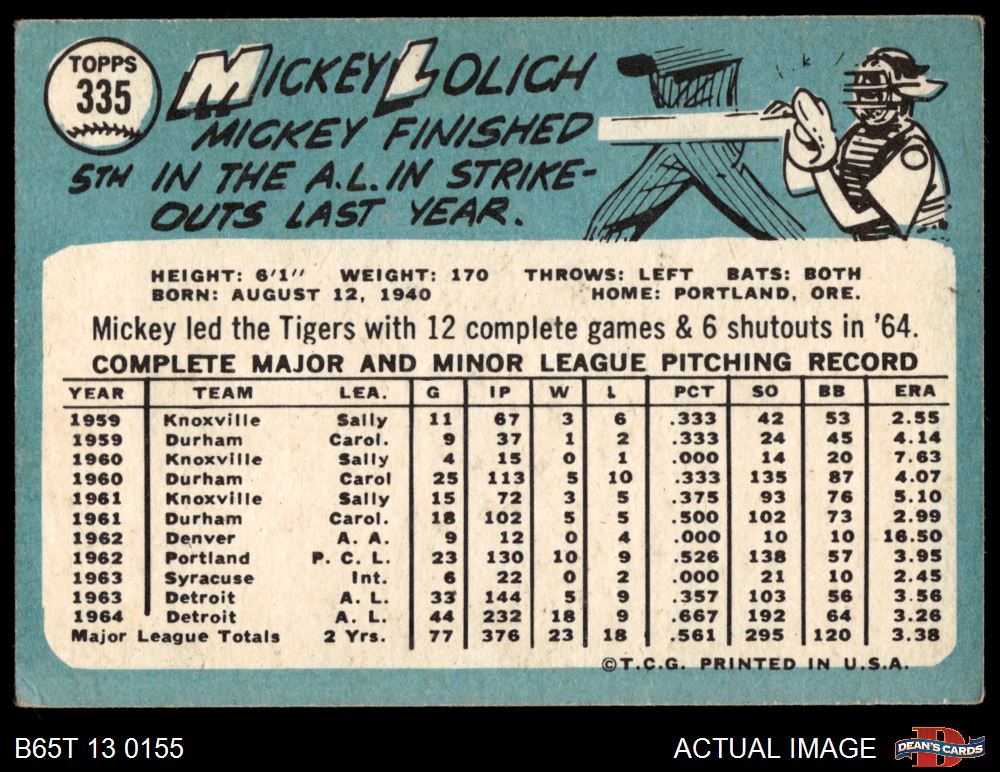 TOPPS
335
MICKEY LOLICH
MICKEY FINISHED
5TH IN THE A.L. IN STRIKE-
OUTS LAST YEAR.
HEIGHT: 6'1" WEIGHT: 170 THROWS: LEFT BATS: BOTH
BORN: AUGUST 12, 1940 HOME: PORTLAND, ORE.
Mickey led the Tigers with 12 complete games & 6 shutouts in '64.
COMPLETE MAJOR AND MINOR LEAGUE PITCHING RECORD
YEAR TEAM LEA. G IP W L PCT SO BB ERA
1959 Knoxville Sally 11 67 3 6 .333 42 53 2.55
1959 Durham Carol. 9 37 1 2 .333 24 45 4.14
1960 Knoxville Sally 4 15 0 1 .000 14 20 7.63
1960 Durham Carol 25 113 5 10 .333 135 87 4.07
1961 Knoxville Sally 15 72 3 5 .375 93 76 5.10
1961 Durham Carol. 18 102 5 5 .500 102 73 2.99
1962 Denver A. A. 9 12 0 4 .000 10 10 16.50
1962 Portland P. C. L. 23 130 10 9 .526 138 57 3.95
1963 Syracuse Int. 6 22 0 2 .000 21 10 2.45
1963 Detroit A. L. 33 144 5 9 .357 103 56 3.56
1964 Detroit A. L. 44 232 18 9 .667 192 64 3.26
Major League Totals 2 Yrs. 77 376 23 18 .561 295 120 3.38
©T.C.G. PRINTED IN U.S.A.
B65T 13 0155 ACTUAL IMAGE DEAN'S CARDS